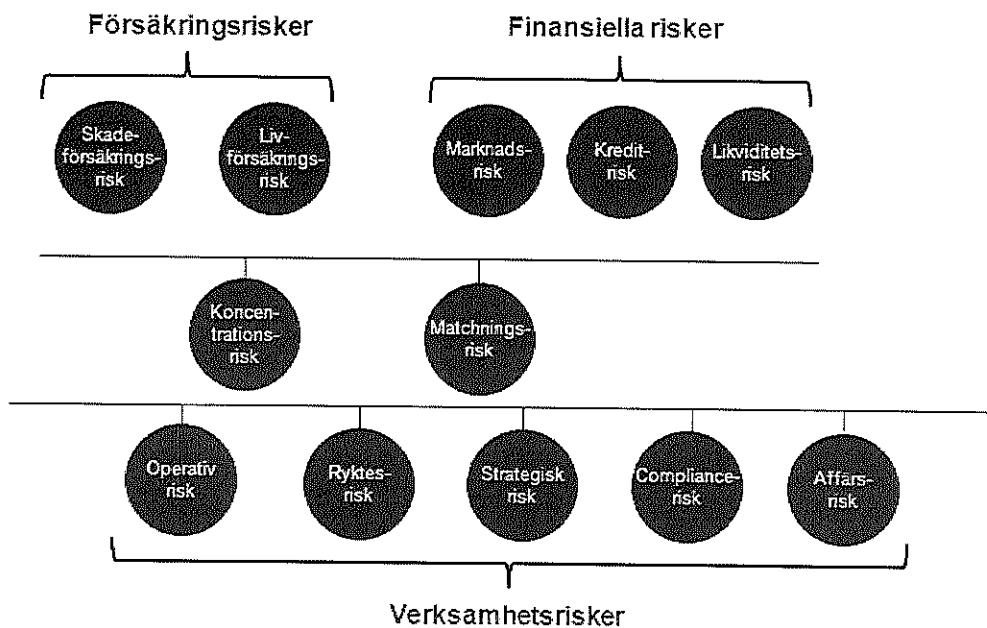 Försäkringsrisker
Finansiella risker
Skade-
försäkrings-
risk
Liv-
försäkrings-
risk
Marknads-
risk
Kredit-
risk
Likviditets-
risk
Koncen-
trations-
risk
Matchnings-
risk
Operativ
risk
Ryktes-
risk
Strategisk
risk
Compliance-
risk
Affärs-
risk
Verksamhetsrisker